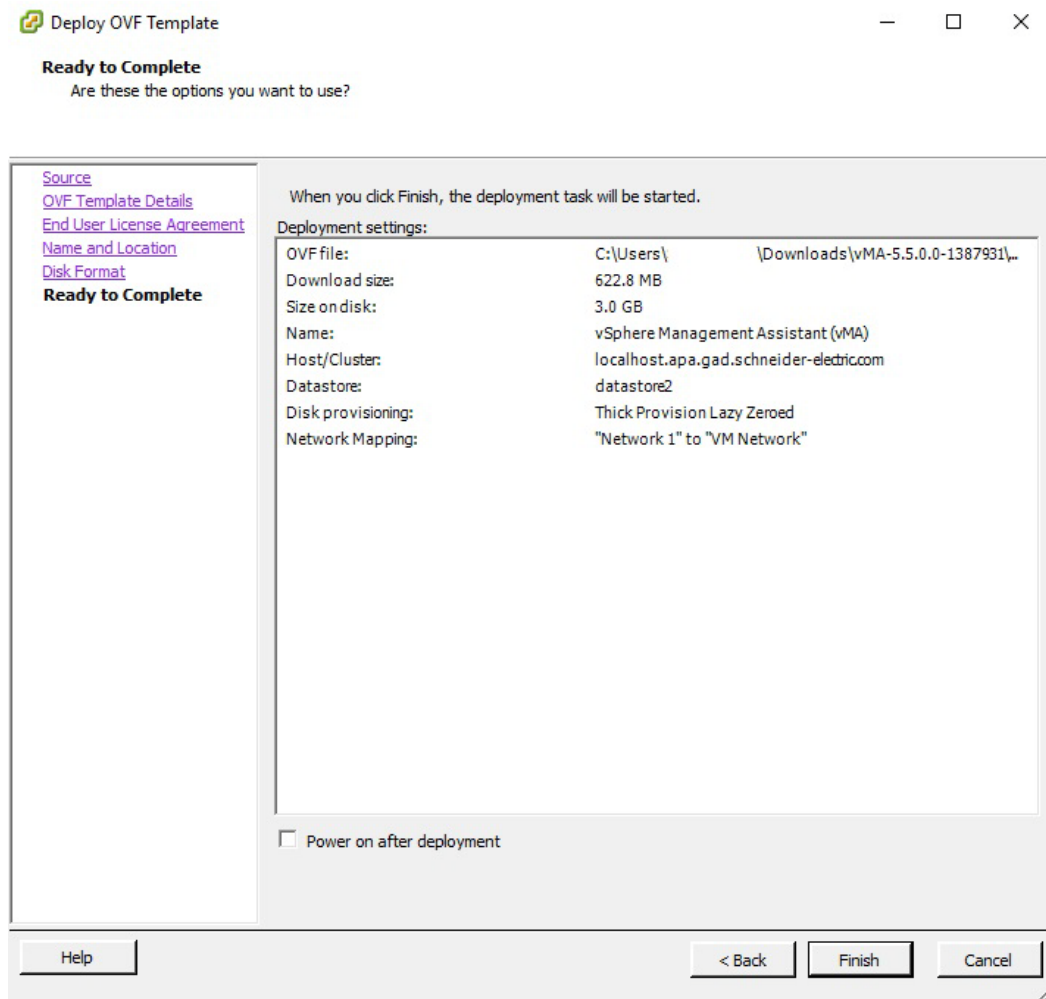 Deploy OVF Template
Ready to Complete
Are these the options you want to use?
Source
OVF Template Details
End User License Agreement
Name and Location
Disk Format
Ready to Complete
When you click Finish, the deployment task will be started.
Deployment settings:
OVF file: C:\Users\ \Downloads\vMA-5.5.0.0-1387931\...
Download size: 622.8 MB
Size on disk: 3.0 GB
Name: vSphere Management Assistant (vMA)
Host/Cluster: localhost.apa.gad.schneider-electric.com
Datastore: datastore2
Disk provisioning: Thick Provision Lazy Zeroed
Network Mapping: "Network 1" to "VM Network"
Power on after deployment
Help < Back Finish Cancel